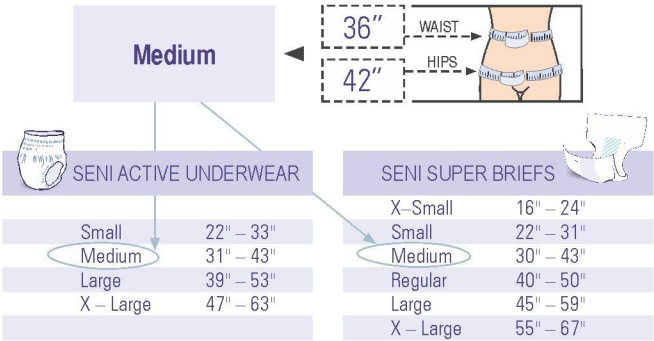 36”
WAIST
Medium
42”
HIPS
SENI ACTIVE UNDERWEAR
Small 22" – 33"
Medium 31" – 43"
Large 39" – 53"
X – Large 47" – 63"
SENI SUPER BRIEFS
X–Small 16" – 24"
Small 22" – 31"
Medium 30" – 43"
Regular 40" – 50"
Large 45" – 59"
X – Large 55" – 67"